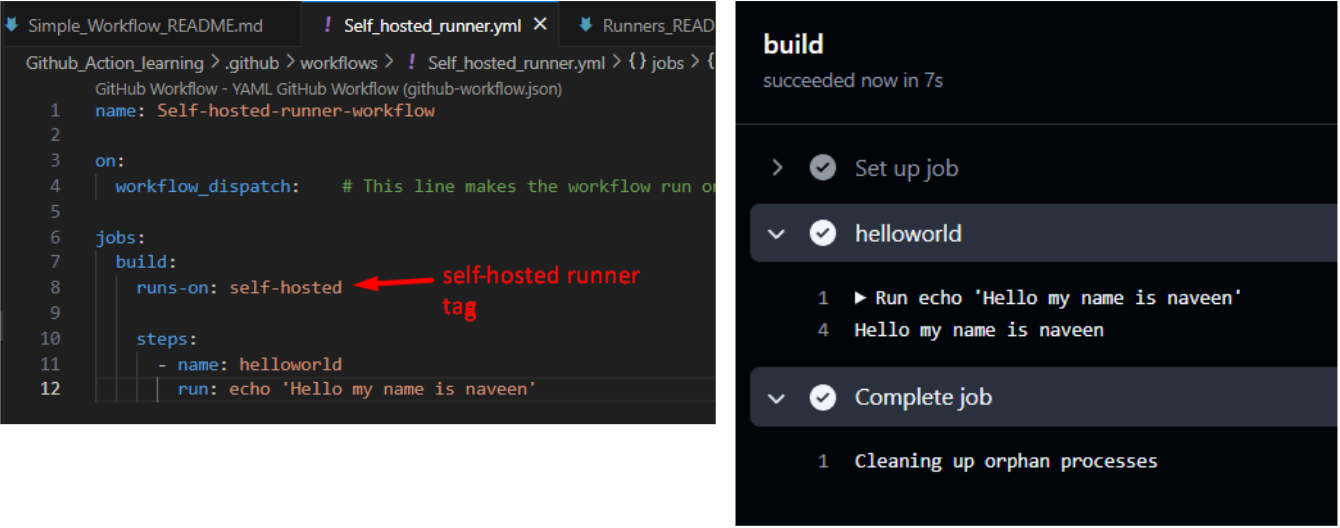 Simple_Workflow_README.md
! Self_hosted_runner.yml ×
Runners_READ
Github_Action_learning > .github > workflows > ! Self_hosted_runner.yml > {} jobs > {
GitHub Workflow - YAML GitHub Workflow (github-workflow.json)
1 name: Self-hosted-runner-workflow
2
3 on:
4 workflow_dispatch: # This line makes the workflow run on
5
6 jobs:
7 build:
8 runs-on: self-hosted
self-hosted runner
tag
9
10 steps:
11 - name: helloworld
12 run: echo 'Hello my name is naveen'
build
succeeded now in 7s
Set up job
helloworld
1 ▶ Run echo 'Hello my name is naveen'
4 Hello my name is naveen
Complete job
1 Cleaning up orphan processes